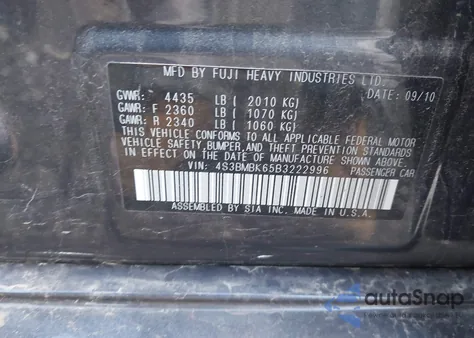 MFD BY FUJI HEAVY INDUSTRIES LTD.
DATE: 09/10
GVWR: 4435 LB ( 2010 KG)
GAWR: F 2360 LB ( 1070 KG)
GAWR: R 2340 LB ( 1060 KG)
THIS VEHICLE CONFORMS TO ALL APPLICABLE FEDERAL MOTOR
VEHICLE SAFETY, BUMPER, AND THEFT PREVENTION STANDARDS
IN EFFECT ON THE DATE OF MANUFACTURE SHOWN ABOVE.
VIN: 4S3BMBK65B3222996 PASSENGER CAR
ASSEMBLED BY SIA INC. MADE IN U.S.A.
autaSnap